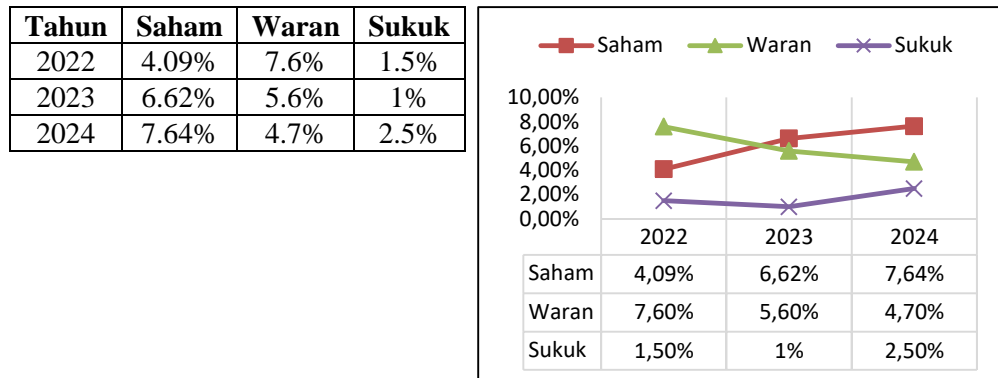 Tahun Saham Waran Sukuk
2022 4.09% 7.6% 1.5%
2023 6.62% 5.6% 1%
2024 7.64% 4.7% 2.5%
Saham Waran Sukuk
10,00%
8,00%
6,00%
4,00%
2,00%
0,00%
2022 2023 2024
Saham 4,09% 6,62% 7,64%
Waran 7,60% 5,60% 4,70%
Sukuk 1,50% 1% 2,50%